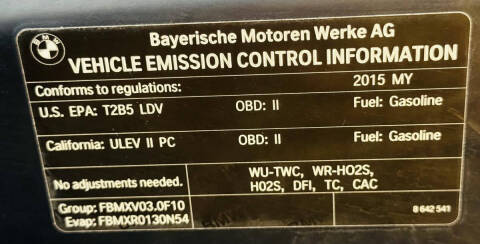 BMW
Bayerische Motoren Werke AG
VEHICLE EMISSION CONTROL INFORMATION
Conforms to regulations: 2015 MY
U.S. EPA: T2B5 LDV OBD: II Fuel: Gasoline
California: ULEV II PC OBD: II Fuel: Gasoline
No adjustments needed. WU-TWC, WR-HO2S,
HO2S, DFI, TC, CAC
Group: FBMXV03.0F10
Evap: FBMXR0130N54 8 642 541